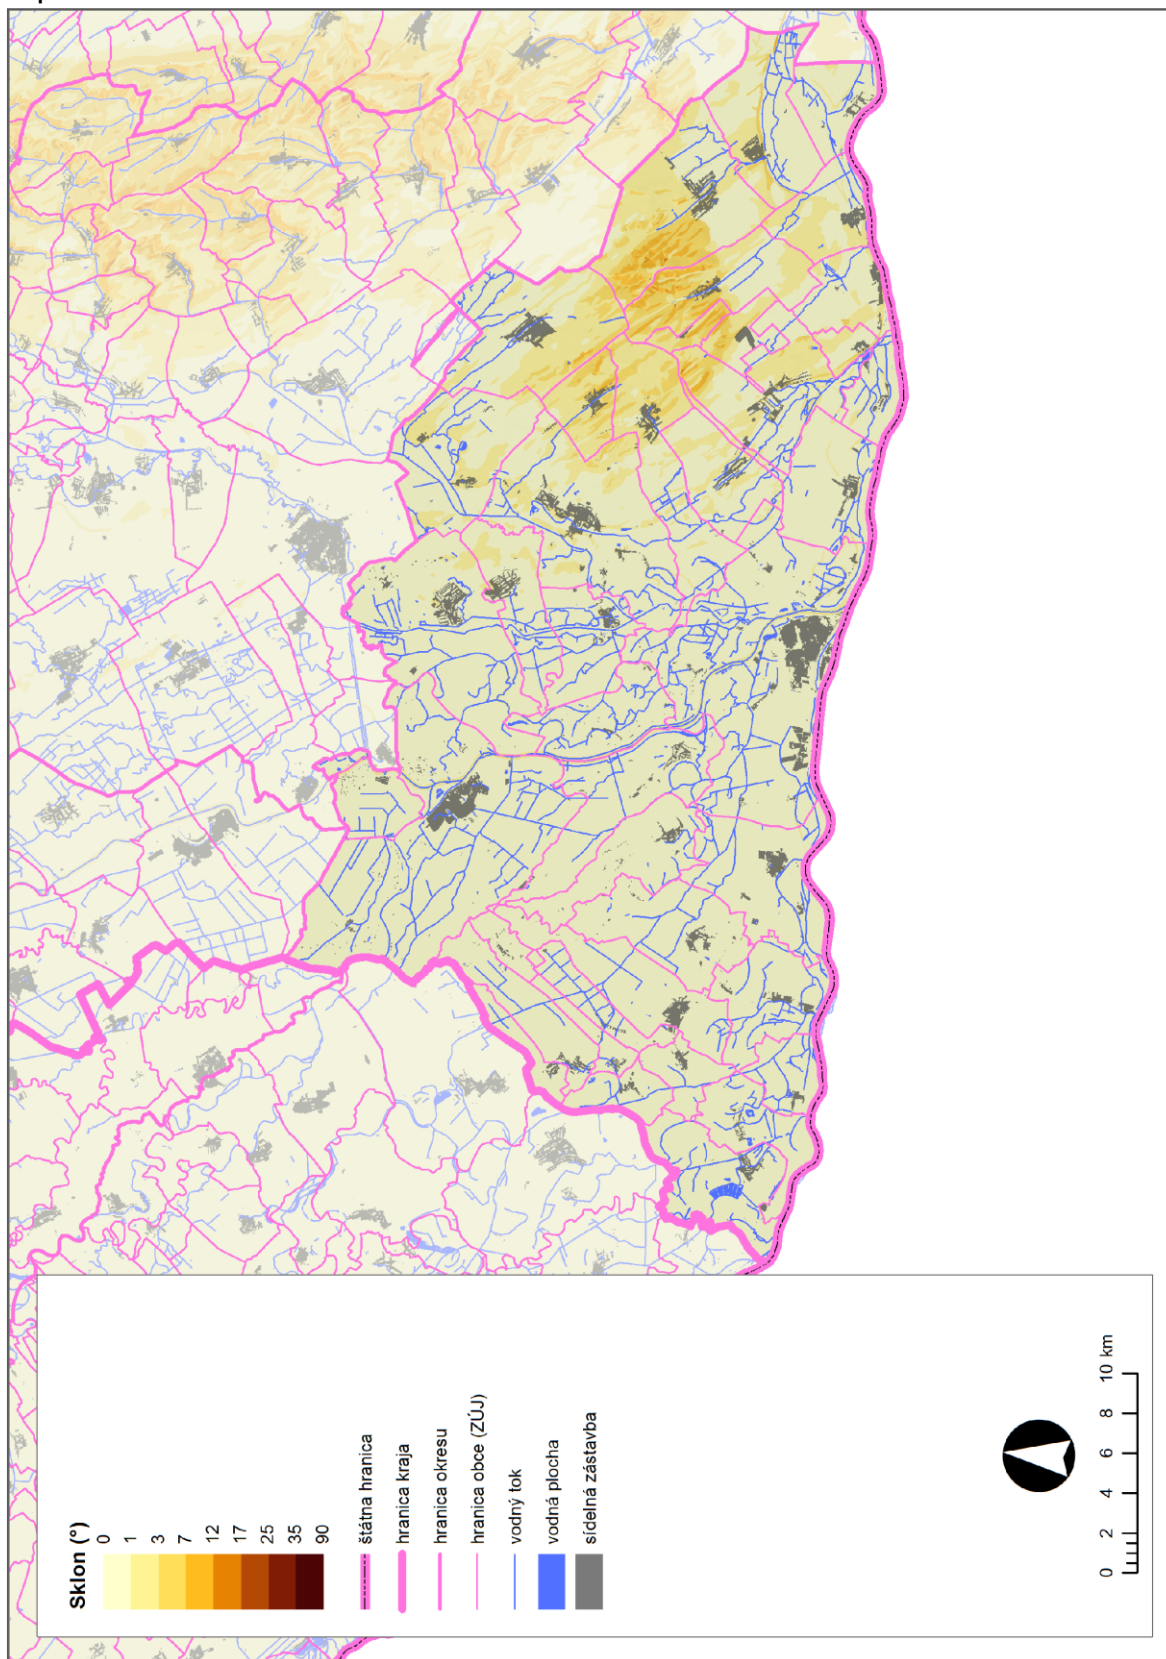 Sklon (°)
0
1
3
7
12
17
25
35
90
štátna hranica
hranica kraja
hranica okresu
hranica obce (ZÚJ)
vodný tok
vodná plocha
sídelná zástavba
0 2 4 6 8 10 km